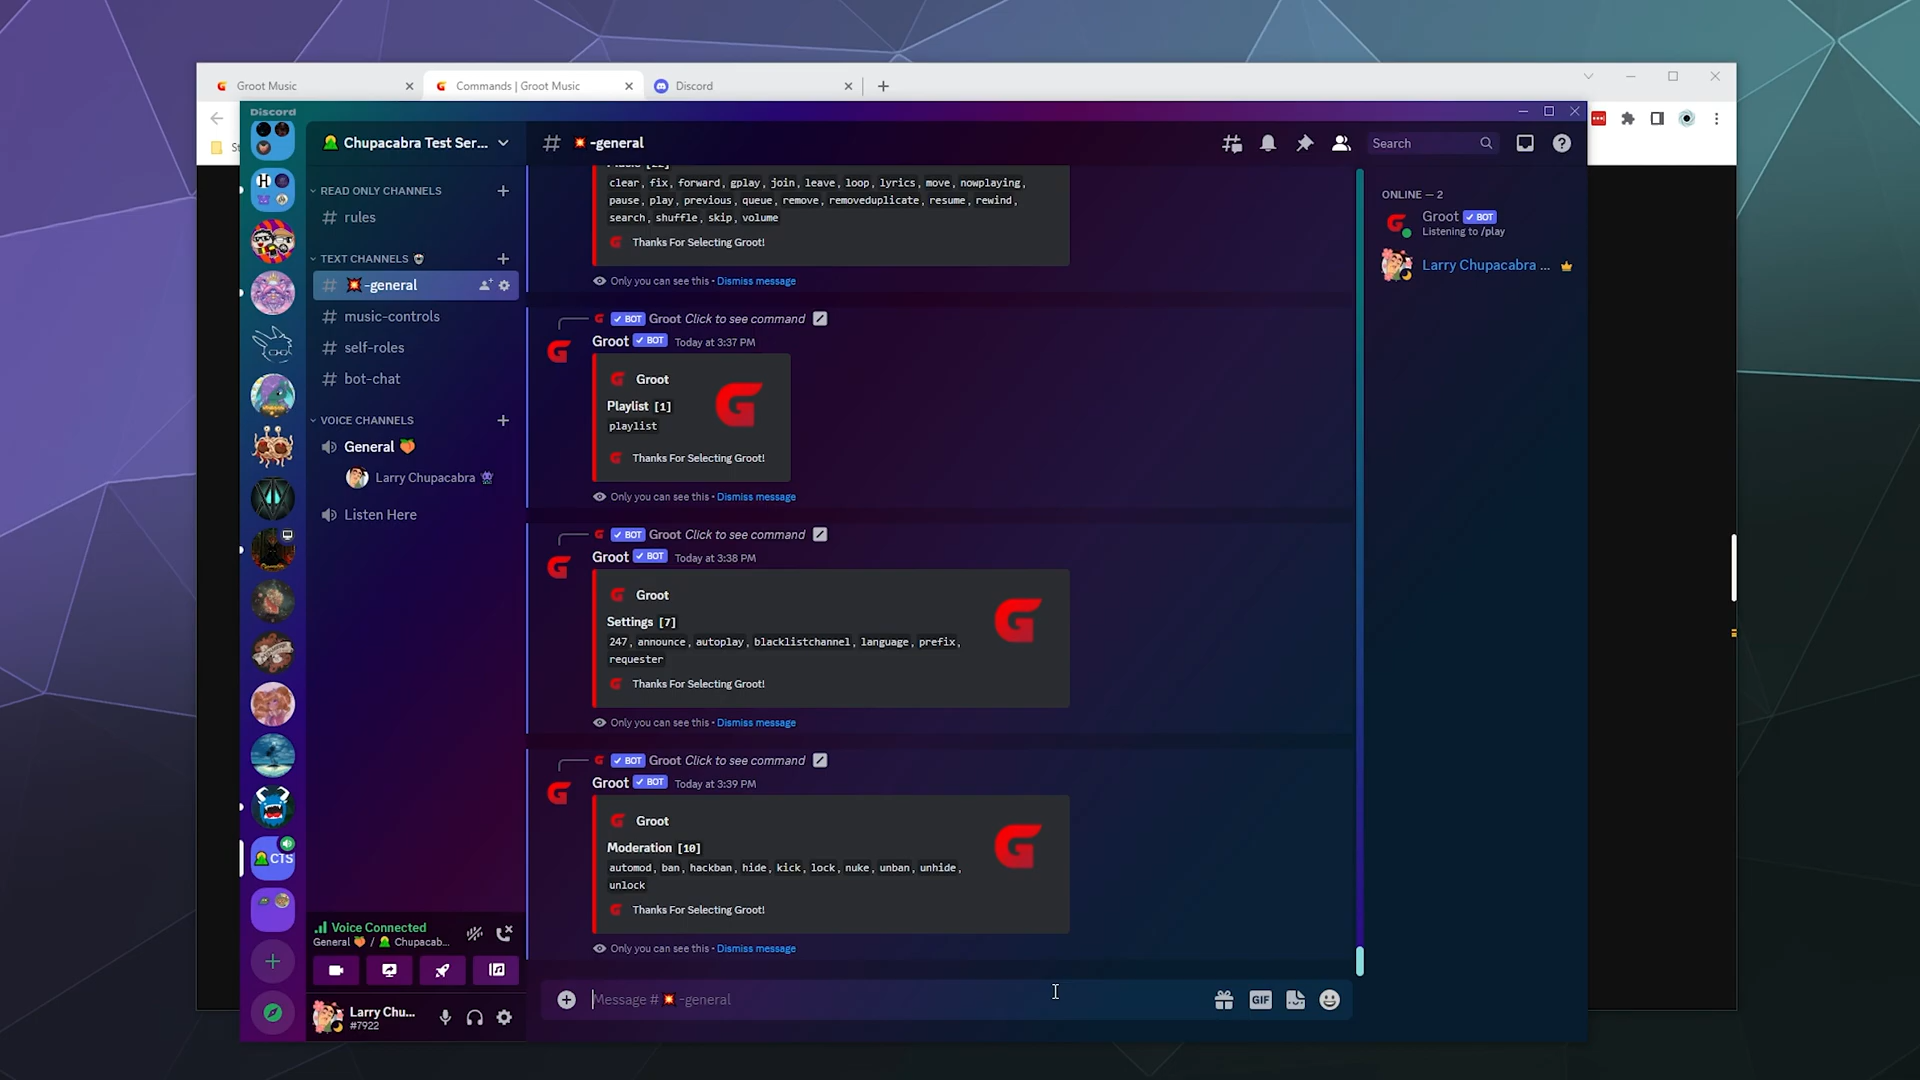 Groot Music
Commands | Groot Music
Discord
Discord
Chupacabra Test Ser...
READ ONLY CHANNELS
rules
TEXT CHANNELS
-general
music-controls
self-roles
bot-chat
VOICE CHANNELS
General
Larry Chupacabra
Listen Here
CTS
Voice Connected
General / Chupacab...
Larry Chu...
#7922
-general
clear, fix, forward, gplay, join, leave, loop, lyrics, move, nowplaying,
pause, play, previous, queue, remove, removeduplicate, resume, rewind,
search, shuffle, skip, volume
Thanks For Selecting Groot!
Only you can see this • Dismiss message
BOT Groot Click to see command
Groot BOT Today at 3:37 PM
Groot
Playlist [1]
playlist
Thanks For Selecting Groot!
Only you can see this • Dismiss message
BOT Groot Click to see command
Groot BOT Today at 3:38 PM
Groot
Settings [7]
247, announce, autoplay, blacklistchannel, language, prefix,
requester
Thanks For Selecting Groot!
Only you can see this • Dismiss message
BOT Groot Click to see command
Groot BOT Today at 3:39 PM
Groot
Moderation [10]
automod, ban, hackban, hide, kick, lock, nuke, unban, unhide,
unlock
Thanks For Selecting Groot!
Only you can see this • Dismiss message
Message # -general
GIF
Search
ONLINE — 2
Groot BOT
Listening to /play
Larry Chupacabra ...